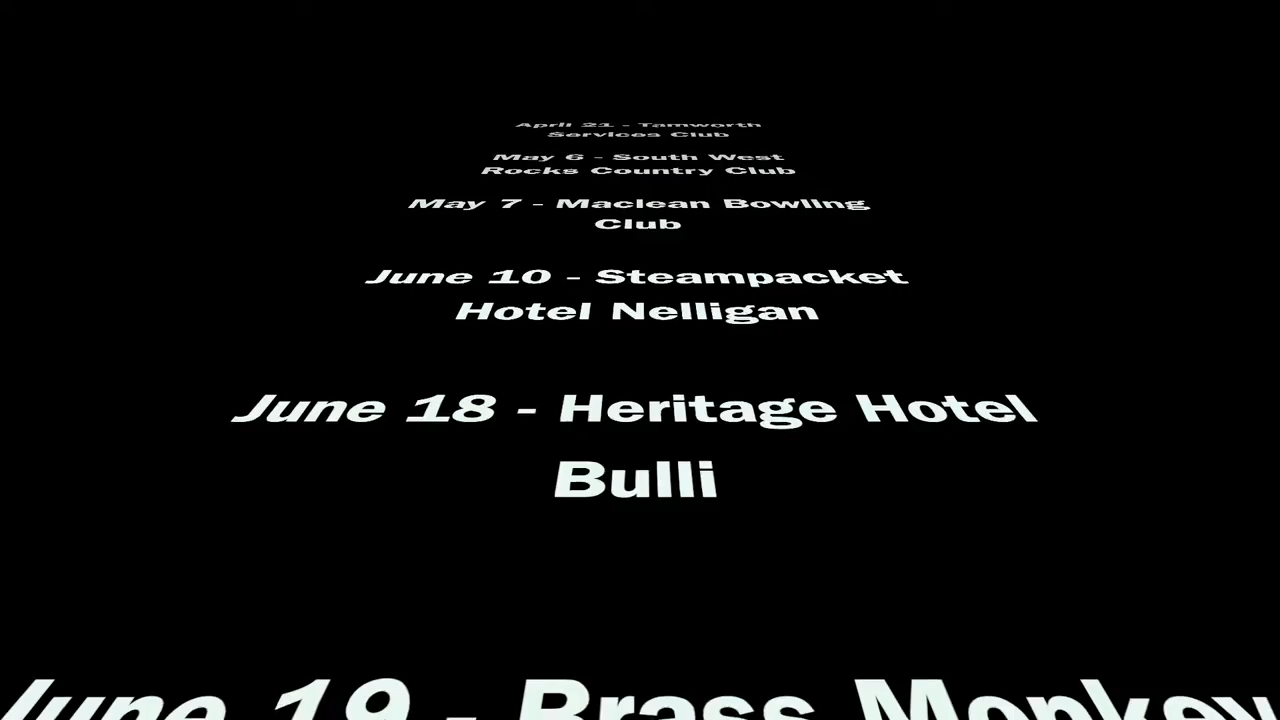 April 21 - Tamworth
Services Club
May 6 - South West
Rocks Country Club
May 7 - Maclean Bowling
Club
June 10 - Steampacket
Hotel Nelligan
June 18 - Heritage Hotel
Bulli
June 19 - Brass Monkey